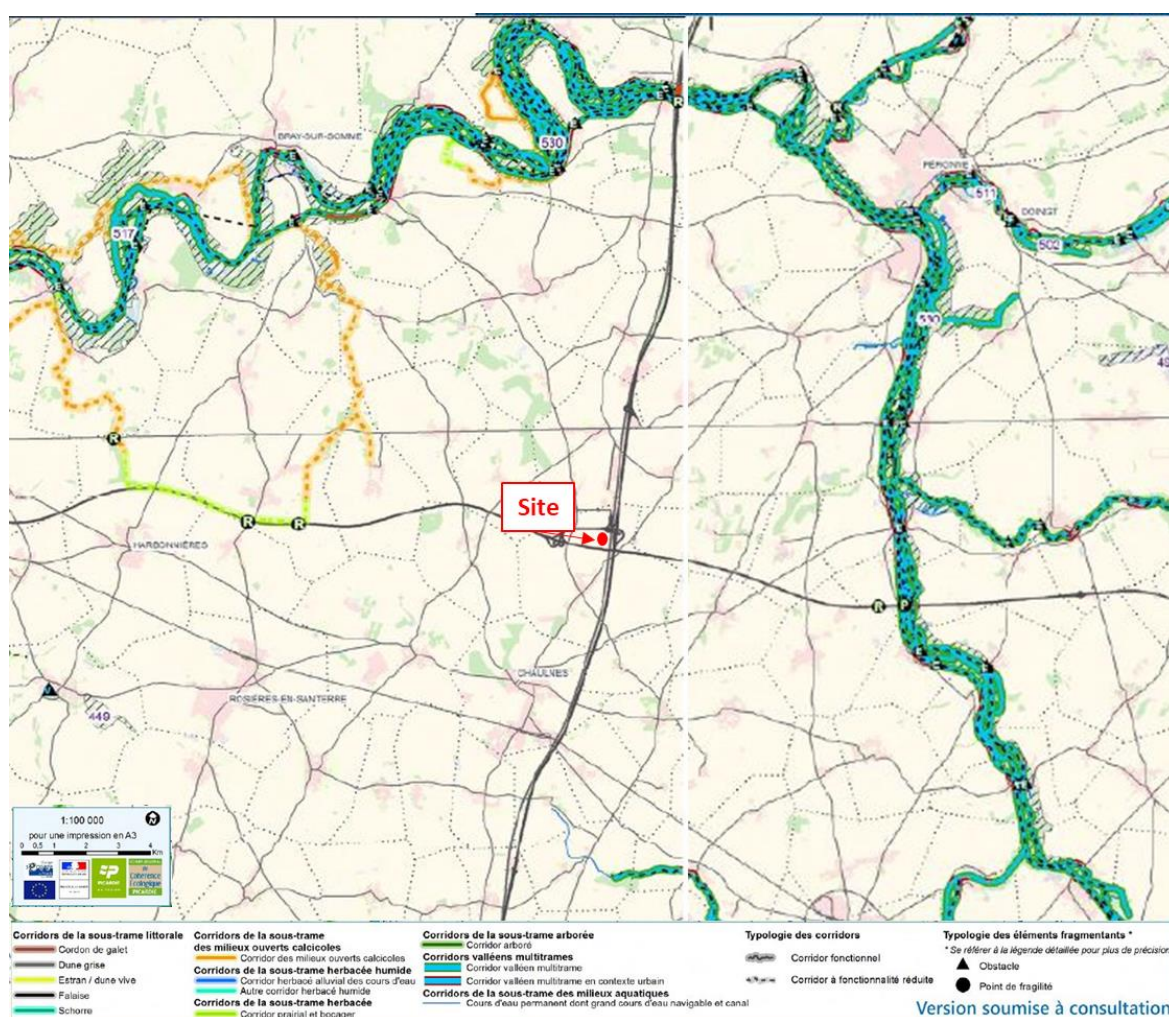 BRAY-SUR-SOMME
530
PÉRONNE
511
DOINGT
517
502
530
49
R
R
R
R
R
P
Site
HARBONNIÈRES
CHAULNES
ROSIÈRES-EN-SANTERRE
449
1:100 000
pour une impression en A3
0 0,5 1 2 3 4
Km
PICARDIE
Cohérence
Écologique
PICARDIE
Corridors de la sous-trame littorale
Cordon de galet
Dune grise
Estran / dune vive
Falaise
Schorre
Corridors de la sous-trame
des milieux ouverts calcicoles
Corridor des milieux ouverts calcicoles
Corridors de la sous-trame herbacée humide
Corridor herbacé alluvial des cours d'eau
Autre corridor herbacé humide
Corridors de la sous-trame herbacée
Corridor prairial et bocager
Corridors de la sous-trame arborée
Corridor arboré
Corridors valléens multitrames
Corridor valléen multitrame
Corridor valléen multitrame en contexte urbain
Corridors de la sous-trame des milieux aquatiques
Cours d'eau permanent dont grand cours d'eau navigable et canal
Typologie des corridors
Corridor fonctionnel
Corridor à fonctionnalité réduite
Typologie des éléments fragmentants *
* Se référer à la légende détaillée pour plus de précision
Obstacle
Point de fragilité
Version soumise à consultation